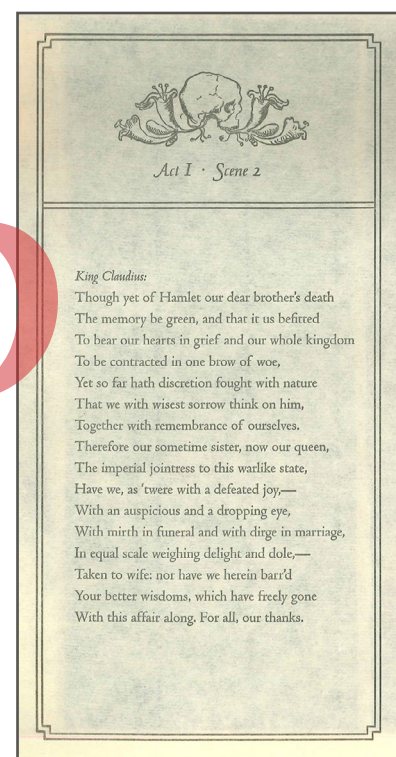 Act I · Scene 2
King Claudius:
Though yet of Hamlet our dear brother's death
The memory be green, and that it us befitted
To bear our hearts in grief and our whole kingdom
To be contracted in one brow of woe,
Yet so far hath discretion fought with nature
That we with wisest sorrow think on him,
Together with remembrance of ourselves.
Therefore our sometime sister, now our queen,
The imperial jointress to this warlike state,
Have we, as 'twere with a defeated joy,—
With an auspicious and a dropping eye,
With mirth in funeral and with dirge in marriage,
In equal scale weighing delight and dole,—
Taken to wife: nor have we herein barr'd
Your better wisdoms, which have freely gone
With this affair along. For all, our thanks.